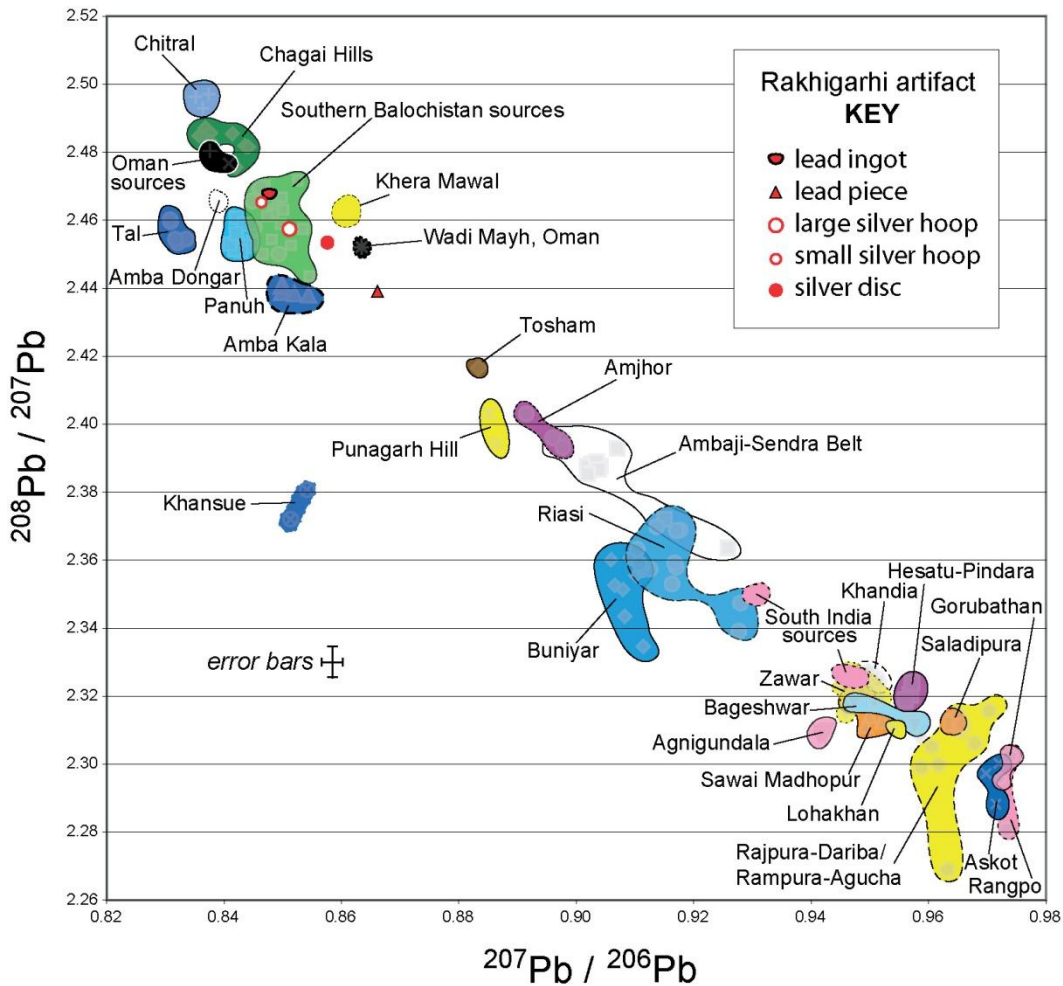 2.52
2.50
2.48
2.46
2.44
2.42
2.40
2.38
2.36
2.34
2.32
2.30
2.28
2.26
208Pb / 207Pb
Chitral
Chagai Hills
Southern Balochistan sources
Oman
sources
Khera Mawal
Tal
Wadi Mayh, Oman
Amba Dongar
Panuh
Amba Kala
Rakhigarhi artifact
KEY
lead ingot
lead piece
large silver hoop
small silver hoop
silver disc
Tosham
Amjhor
Punagarh Hill
Ambaji-Sendra Belt
Khansue
Riasi
Hesatu-Pindara
Khandia
Gorubathan
South India
sources
Saladipura
Buniyar
error bars
Zawar
Bageshwar
Agnigundala
Sawai Madhopur
Lohakhan
Rajpura-Dariba/
Rampura-Agucha
Askot
Rangpo
0.82
0.84
0.86
0.88
0.90
0.92
0.94
0.96
0.98
207Pb / 206Pb